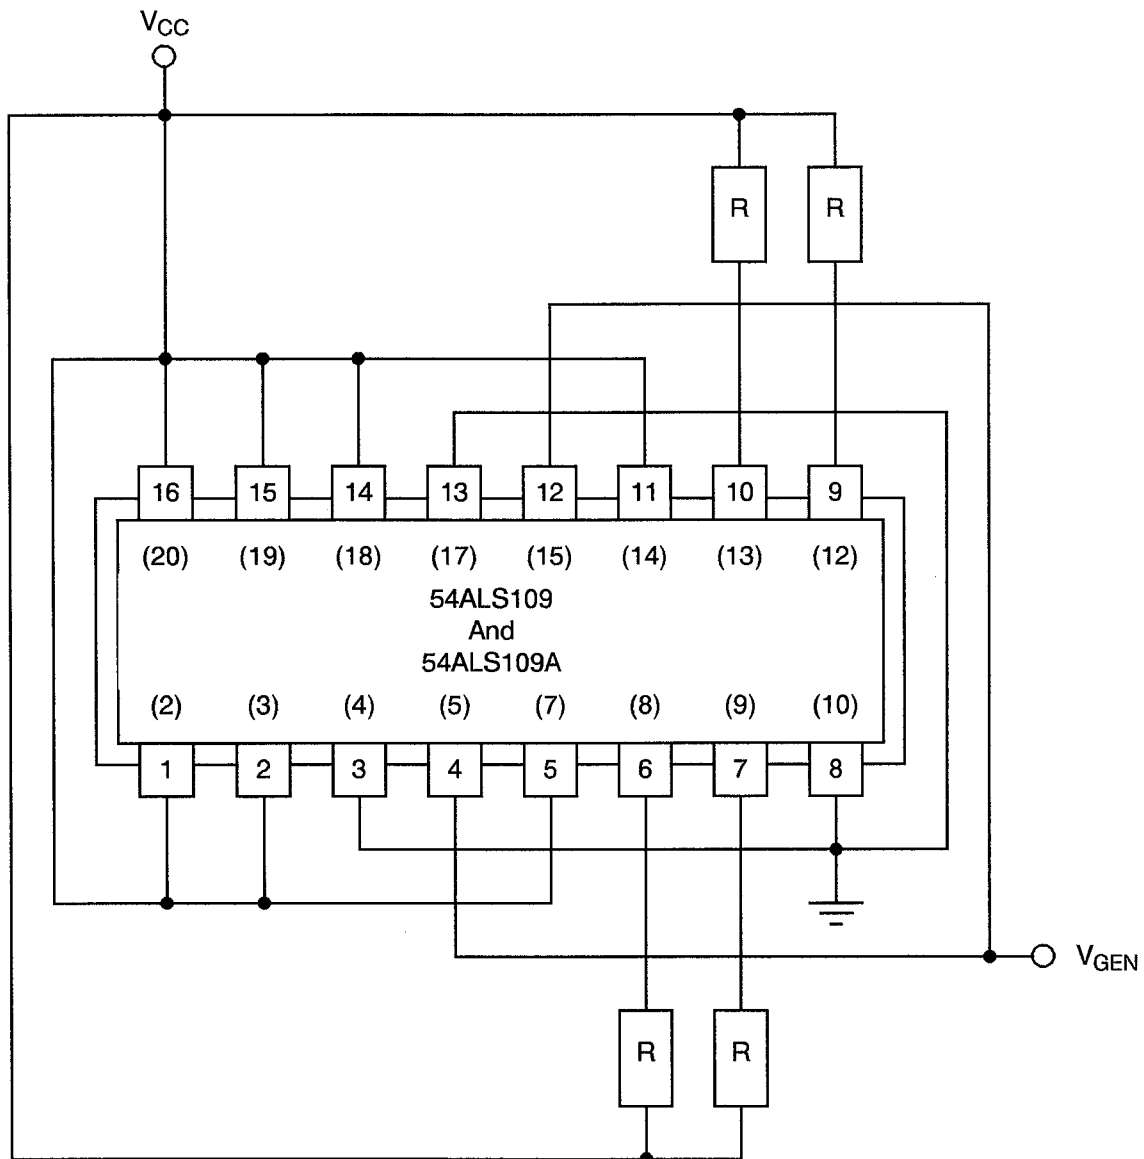 VCC
R R
16 15 14 13 12 11 10 9
(20) (19) (18) (17) (15) (14) (13) (12)
54ALS109
And
54ALS109A
(2) (3) (4) (5) (7) (8) (9) (10)
1 2 3 4 5 6 7 8
VGEN
R R